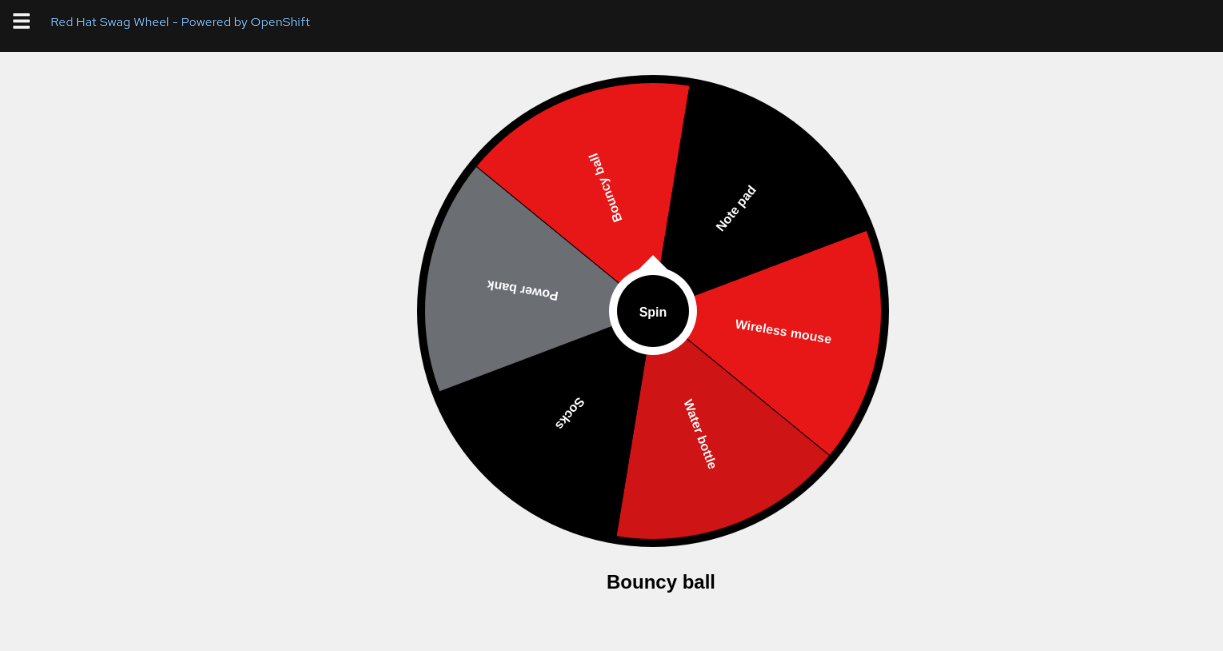 Red Hat Swag Wheel - Powered by OpenShift
Bouncy ball
Note pad
Power bank
Spin
Wireless mouse
Socks
Water bottle
Bouncy ball